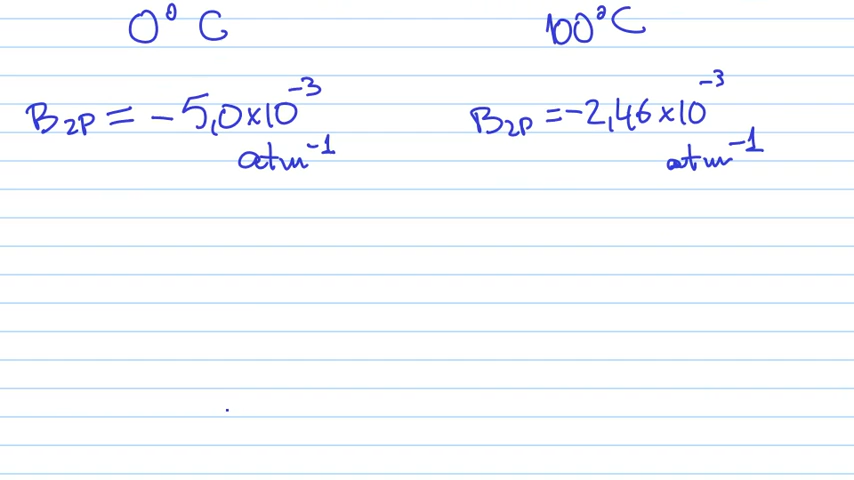 0° C
100° C
B₂ₚ = -5,0×10⁻³
atm⁻¹
B₂ₚ = -2,46×10⁻³
atm⁻¹